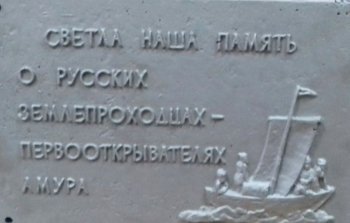 СВЕТЛА НАША ПАМЯТЬ
О РУССКИХ
ЗЕМЛЕПРОХОДЦАХ –
ПЕРВООТКРЫВАТЕЛЯХ
АМУРА